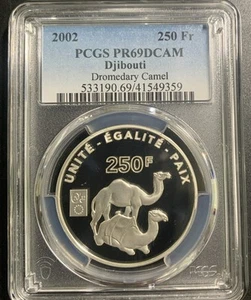 2002 250 Fr
PCGS PR69DCAM
Djibouti
Dromedary Camel
533190.69/41549359
UNITÉ - ÉGALITÉ - PAIX
250F